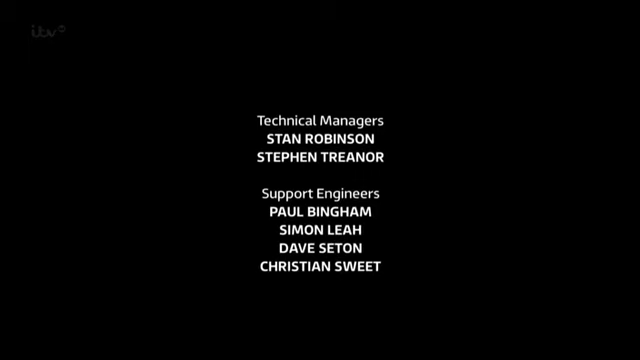 itv
Technical Managers
STAN ROBINSON
STEPHEN TREANOR
Support Engineers
PAUL BINGHAM
SIMON LEAH
DAVE SETON
CHRISTIAN SWEET